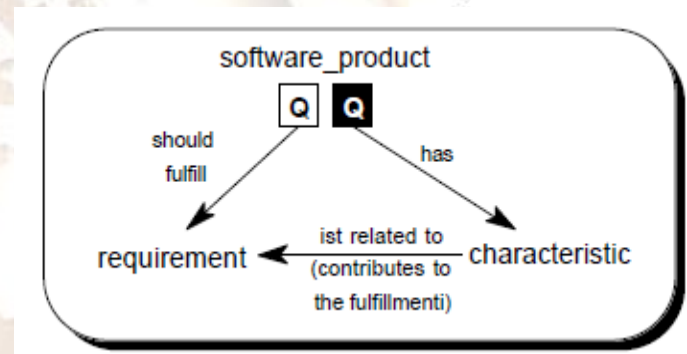 software_product
Q Q
should
fulfill
has
requirement
ist related to
(contributes to
the fulfillmenti)
characteristic